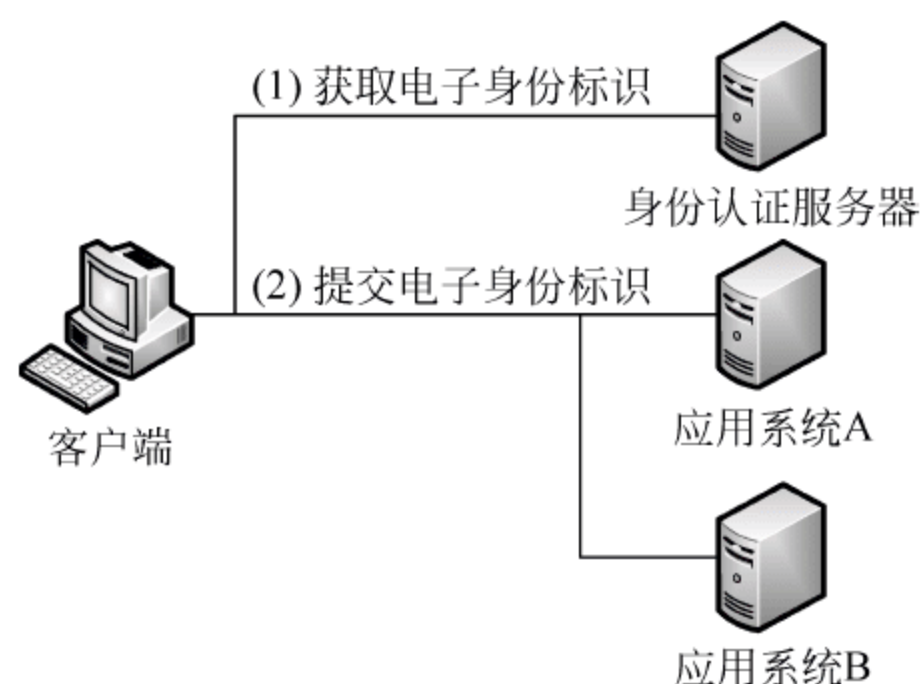 (1) 获取电子身份标识
身份认证服务器
(2) 提交电子身份标识
应用系统A
客户端
应用系统B